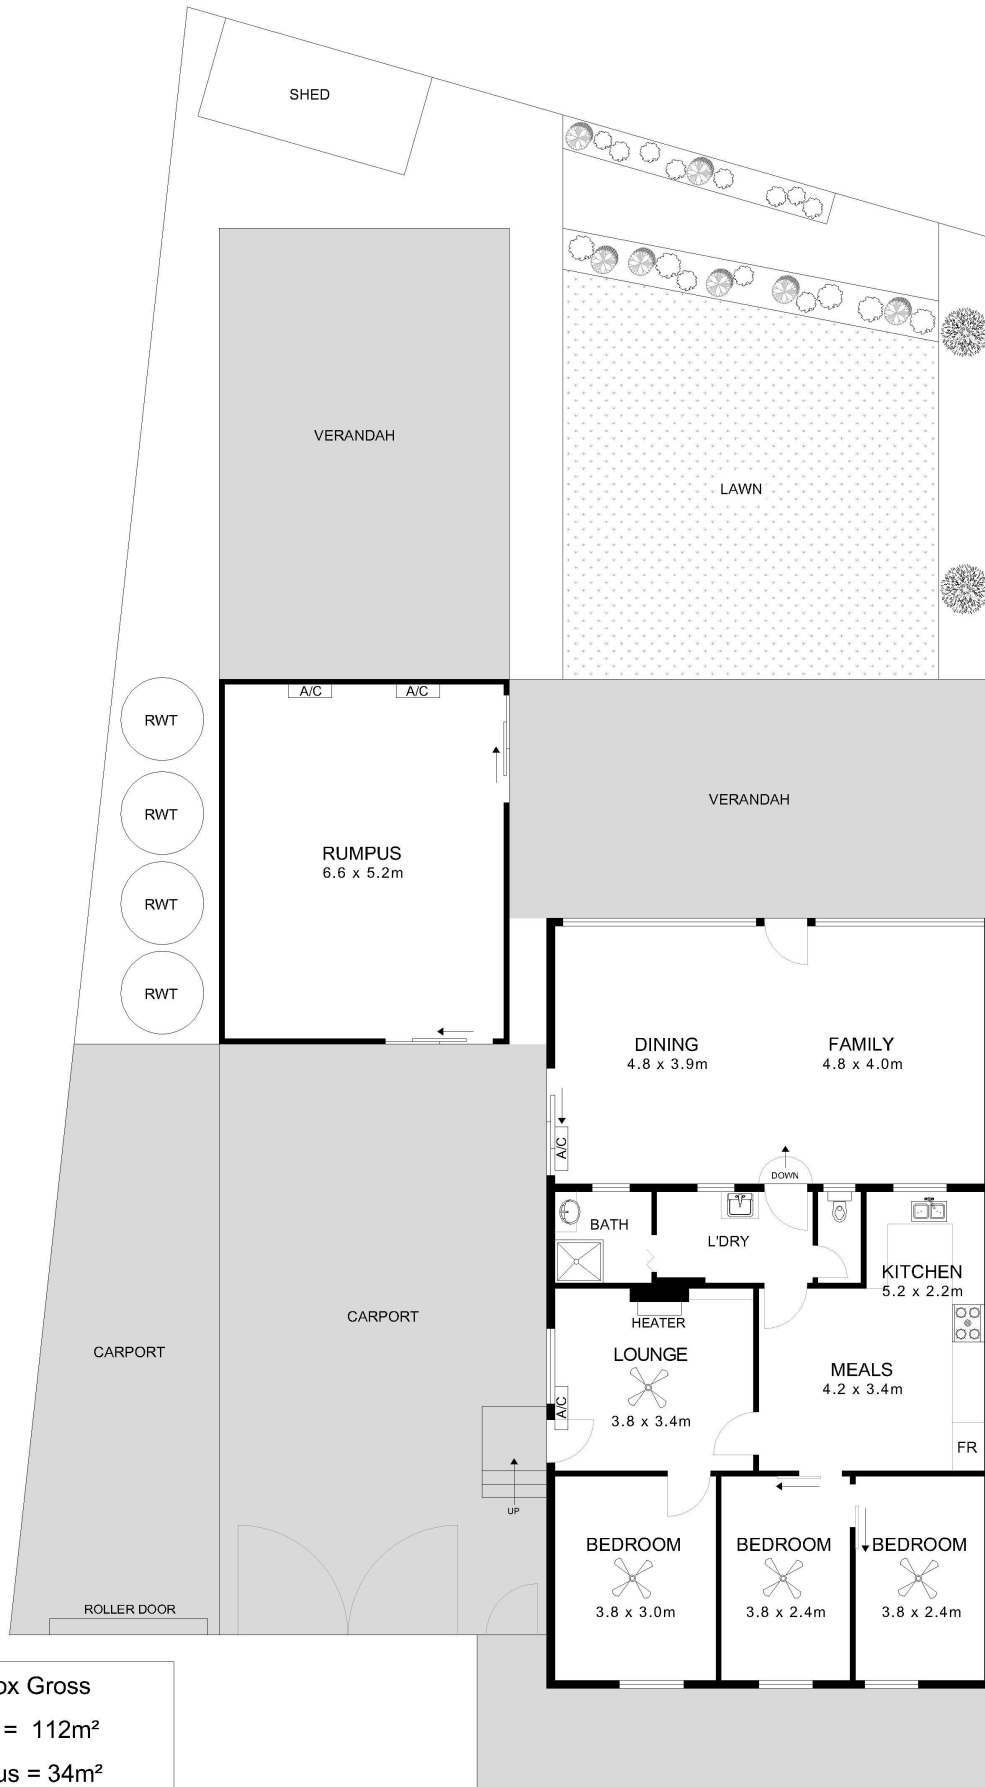 SHED
VERANDAH
LAWN
A/C
A/C
RWT
RWT
RWT
RWT
RUMPUS
6.6 x 5.2m
VERANDAH
DINING
4.8 x 3.9m
FAMILY
4.8 x 4.0m
A/C
DOWN
BATH
L'DRY
KITCHEN
5.2 x 2.2m
CARPORT
CARPORT
HEATER
LOUNGE
3.8 x 3.4m
A/C
MEALS
4.2 x 3.4m
FR
UP
BEDROOM
3.8 x 3.0m
BEDROOM
3.8 x 2.4m
BEDROOM
3.8 x 2.4m
ROLLER DOOR
Gross
= 112m²
= 34m²